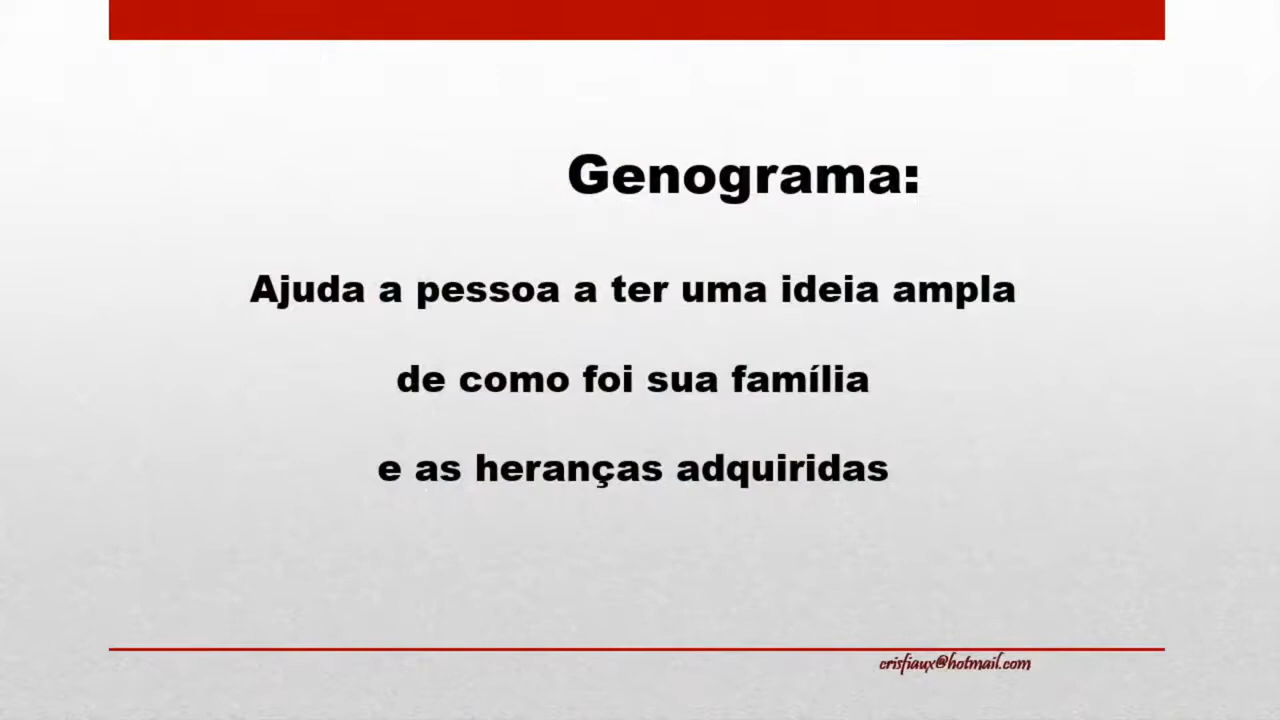 Genograma:
Ajuda a pessoa a ter uma ideia ampla
de como foi sua família
e as heranças adquiridas
crisfiaux@hotmail.com